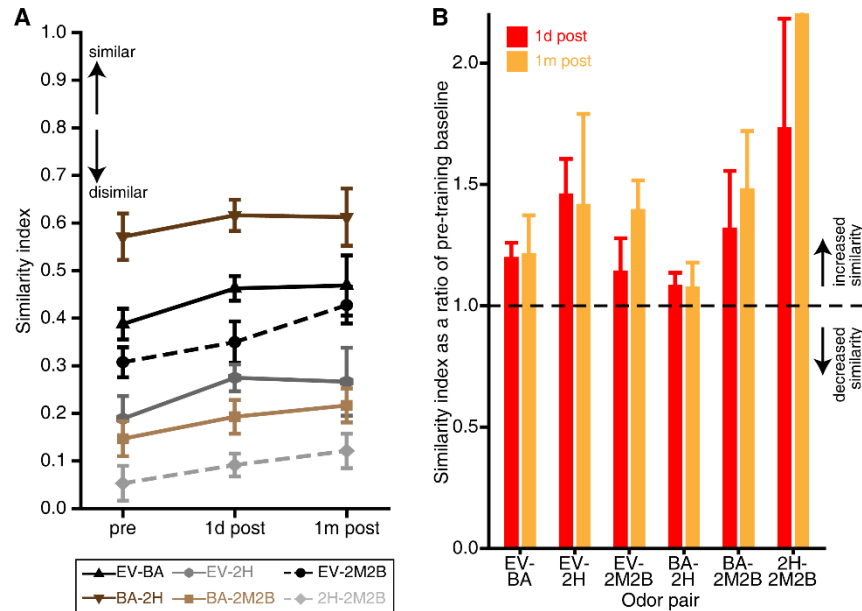 A
1.0
0.9
0.8
0.7
0.6
0.5
0.4
0.3
0.2
0.1
0.0
Similarity index
similar
disimilar
pre
1d post
1m post
EV-BA
EV-2H
EV-2M2B
BA-2H
BA-2M2B
2H-2M2B
B
1d post
1m post
2.0
1.5
1.0
0.5
0.0
Similarity index as a ratio of pre-training baseline
increased
similarity
decreased
similarity
EV-
BA
EV-
2H
EV-
2M2B
BA-
2H
BA-
2M2B
2H-
2M2B
Odor pair